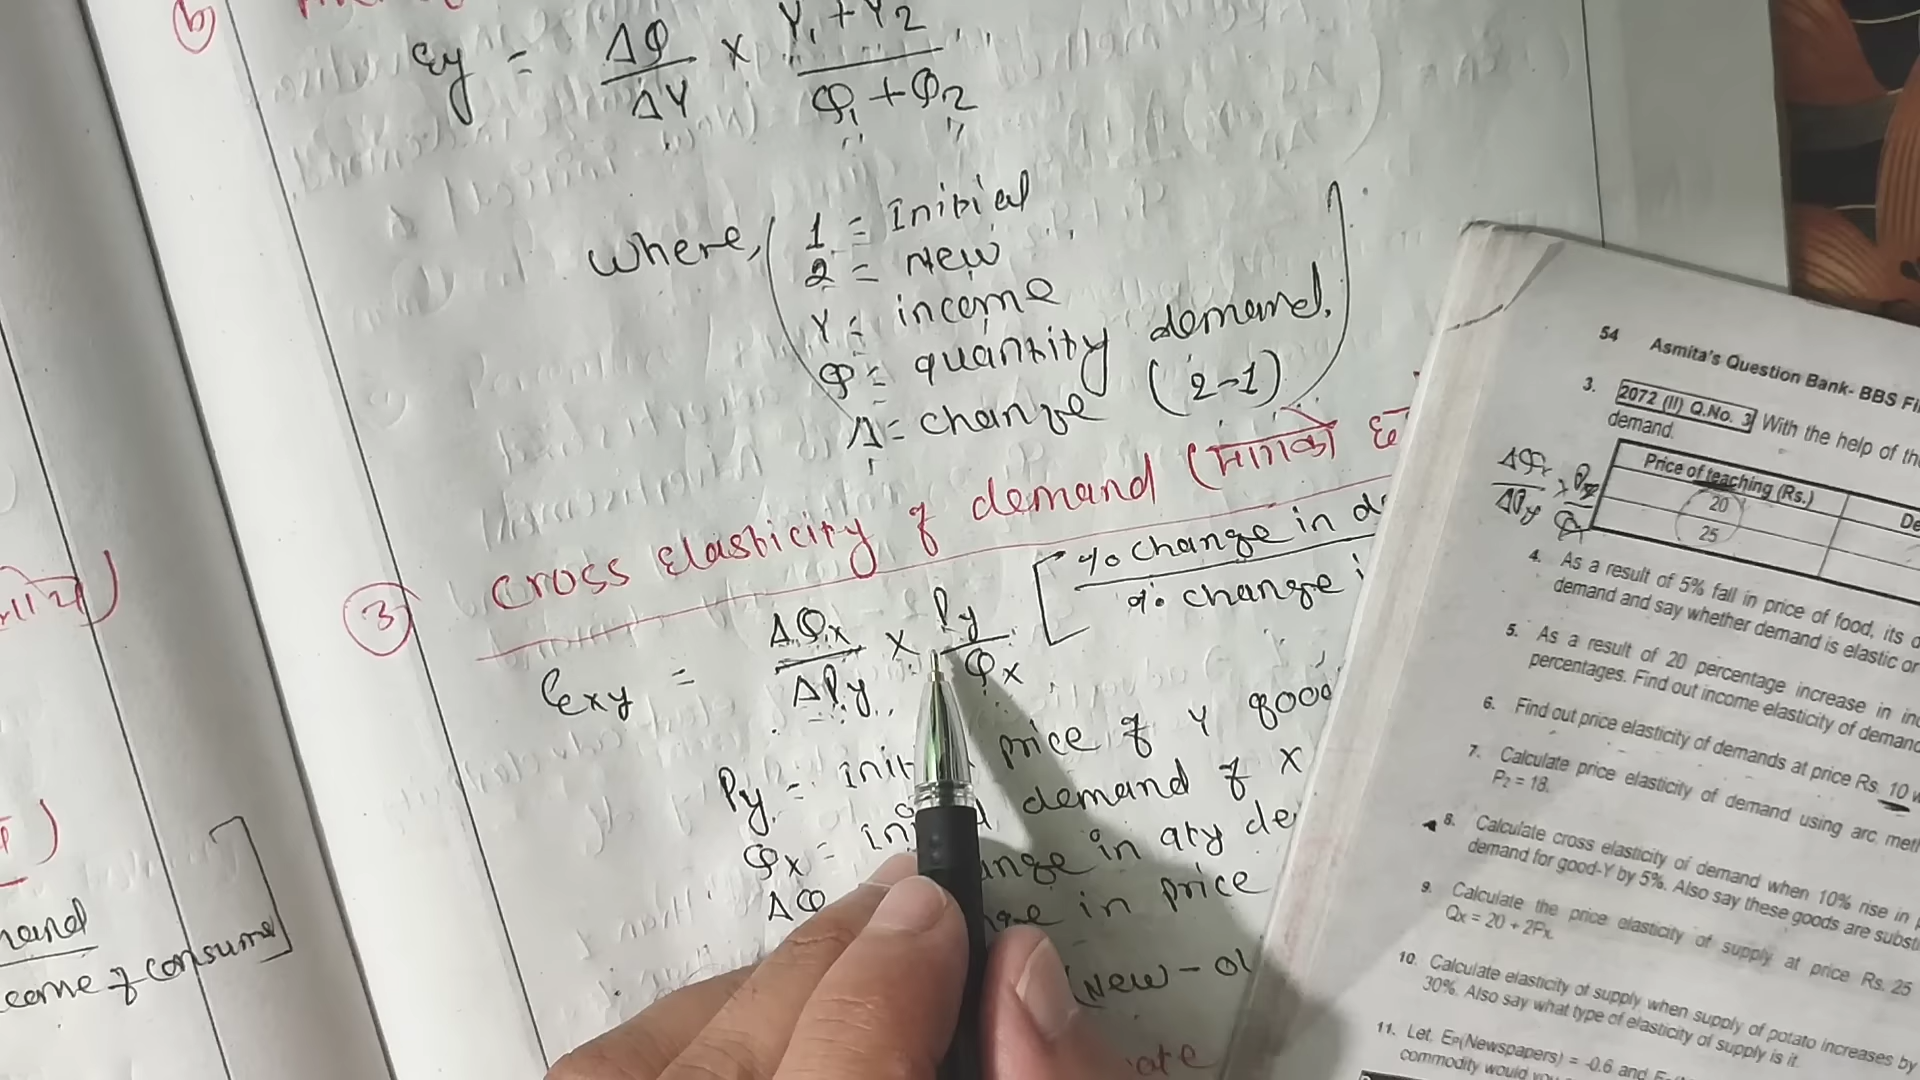 (b)
Ey = ΔQ/ΔY × Y1+Y2/Q1+Q2
where, 1 = Initial
2 = New
Y = income
Q = quantity demand.
Δ = change (2-1)
(3) Cross Elasticity of demand (मागको
Exy = ΔQx/ΔPy × Py/Qx [% change in
% change
Py = price of Y good
Qx = demand of x
ΔQ in qty
in price
(New - ol
mand
come of consume]
54 Asmita's Question Bank- BBS
3. 2072 (II) Q.No. 3 With the help of
demand.
ΔQx/ΔPy
Price of teaching (Rs.)
20
25
4. As a result of 5% fall in price of food, its
demand and say whether demand is elastic or
5. As a result of 20 percentage increase in
percentages. Find out income elasticity of
6. Find out price elasticity of demands at price Rs. 10
7. Calculate price elasticity of demand using arc
P2 = 18.
8. Calculate cross elasticity of demand when 10% rise in
demand for good-Y by 5%. Also say these goods are
9. Calculate the price elasticity of supply at price Rs. 25
Qx = 20 + 2Px.
10. Calculate elasticity of supply when supply of potato increases by
30%. Also say what type of elasticity of supply is it.
11. Let, EP(Newspapers) = -0.6 and
commodity would